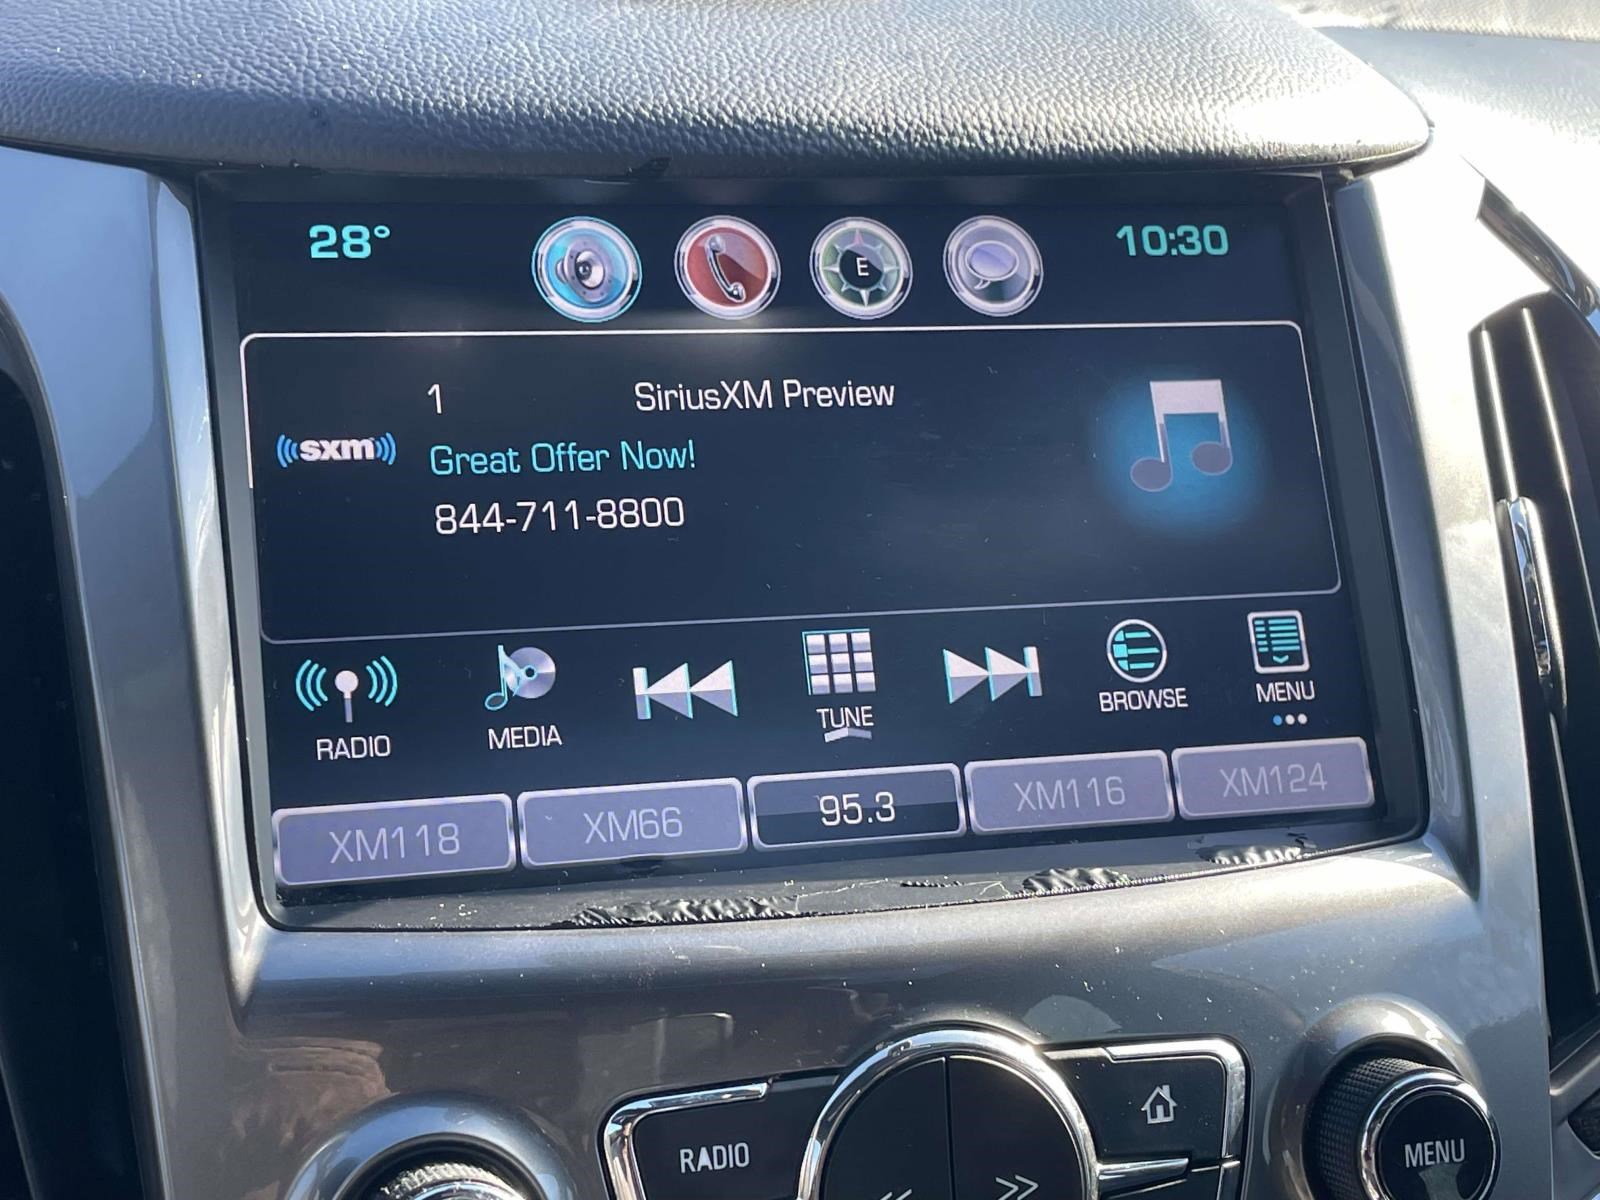 28°
E
10:30
1 SiriusXM Preview
((sxm))
Great Offer Now!
844-711-8800
RADIO
MEDIA
TUNE
BROWSE
MENU
XM118
XM66
95.3
XM116
XM124
RADIO
MENU